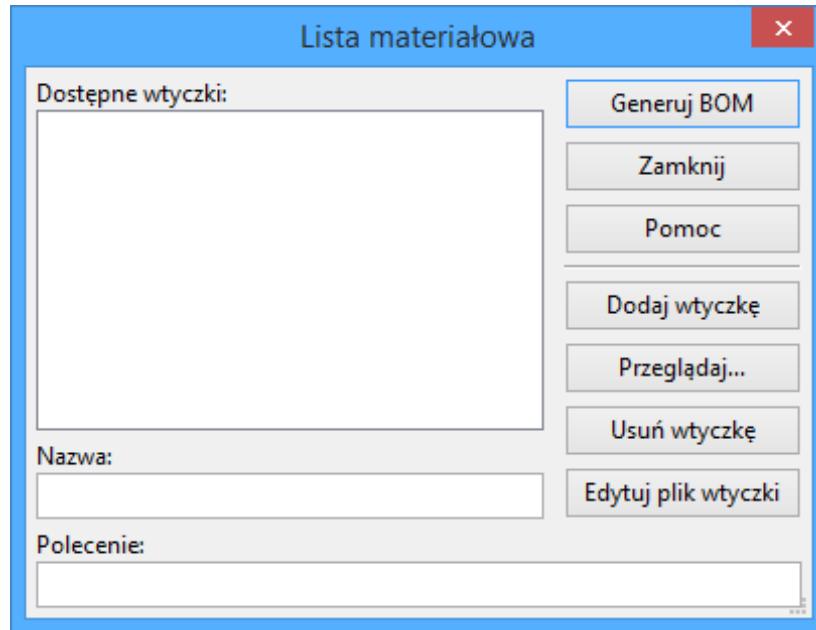 Lista materiałowa
Dostępne wtyczki:
Generuj BOM
Zamknij
Pomoc
Dodaj wtyczkę
Przeglądaj...
Usuń wtyczkę
Edytuj plik wtyczki
Nazwa:
Polecenie: